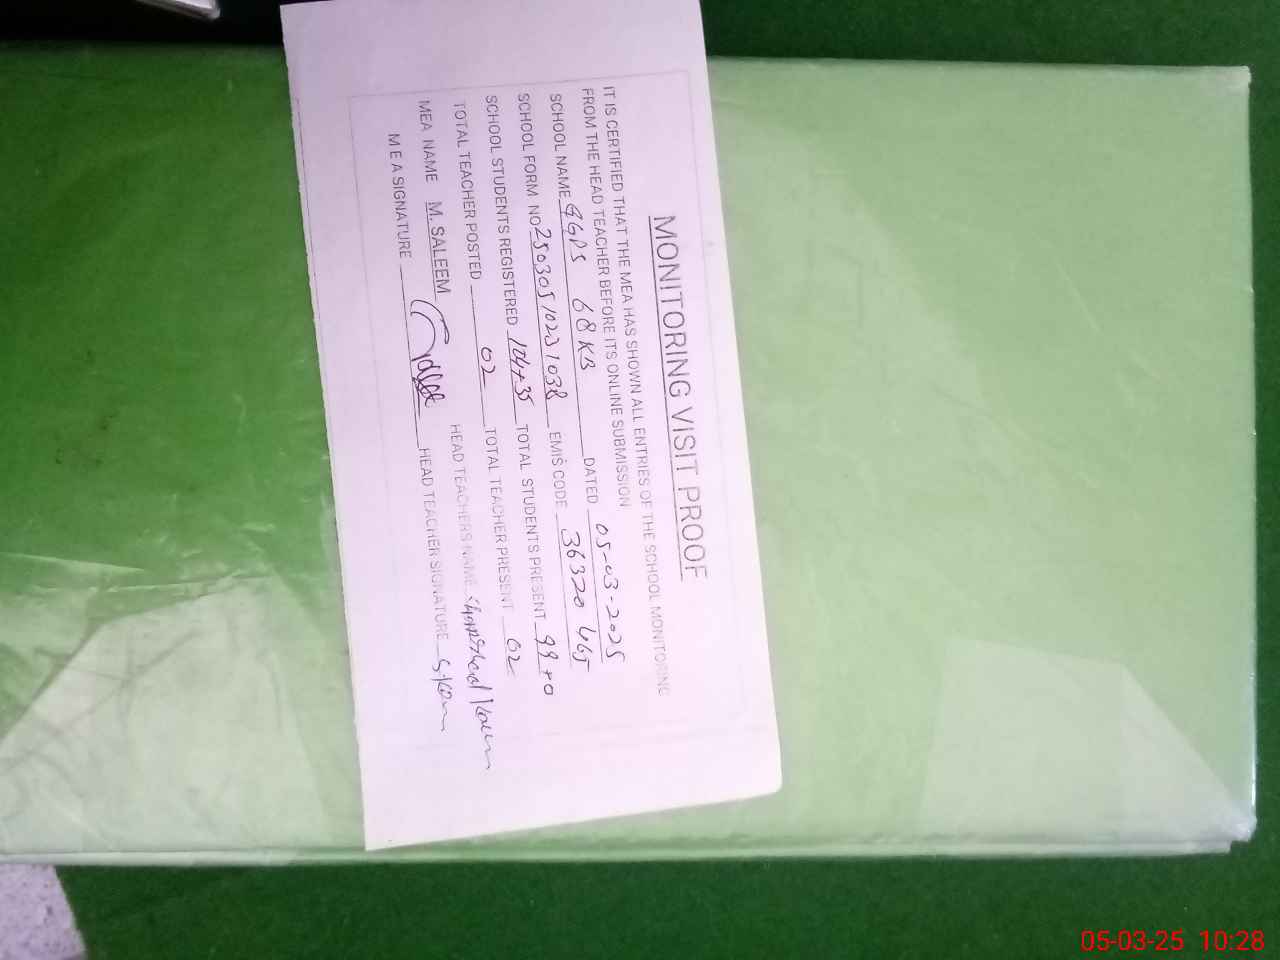 MONITORING VISIT PROOF
IT IS CERTIFIED THAT THE MEA HAS SHOWN ALL ENTRIES OF THE SCHOOL MONITORING
FROM THE HEAD TEACHER BEFORE ITS ONLINE SUBMISSION
SCHOOL NAME GGPS 68 KB DATED 05-03-2025
SCHOOL FORM NO 25030510231038 EMIS CODE 36320465
SCHOOL STUDENTS REGISTERED 104+35 TOTAL STUDENTS PRESENT 99+0
TOTAL TEACHER POSTED 02 TOTAL TEACHER PRESENT 02
MEA NAME M. SALEEM HEAD TEACHERS NAME
MEA SIGNATURE HEAD TEACHER SIGNATURE
05-03-25 10:28